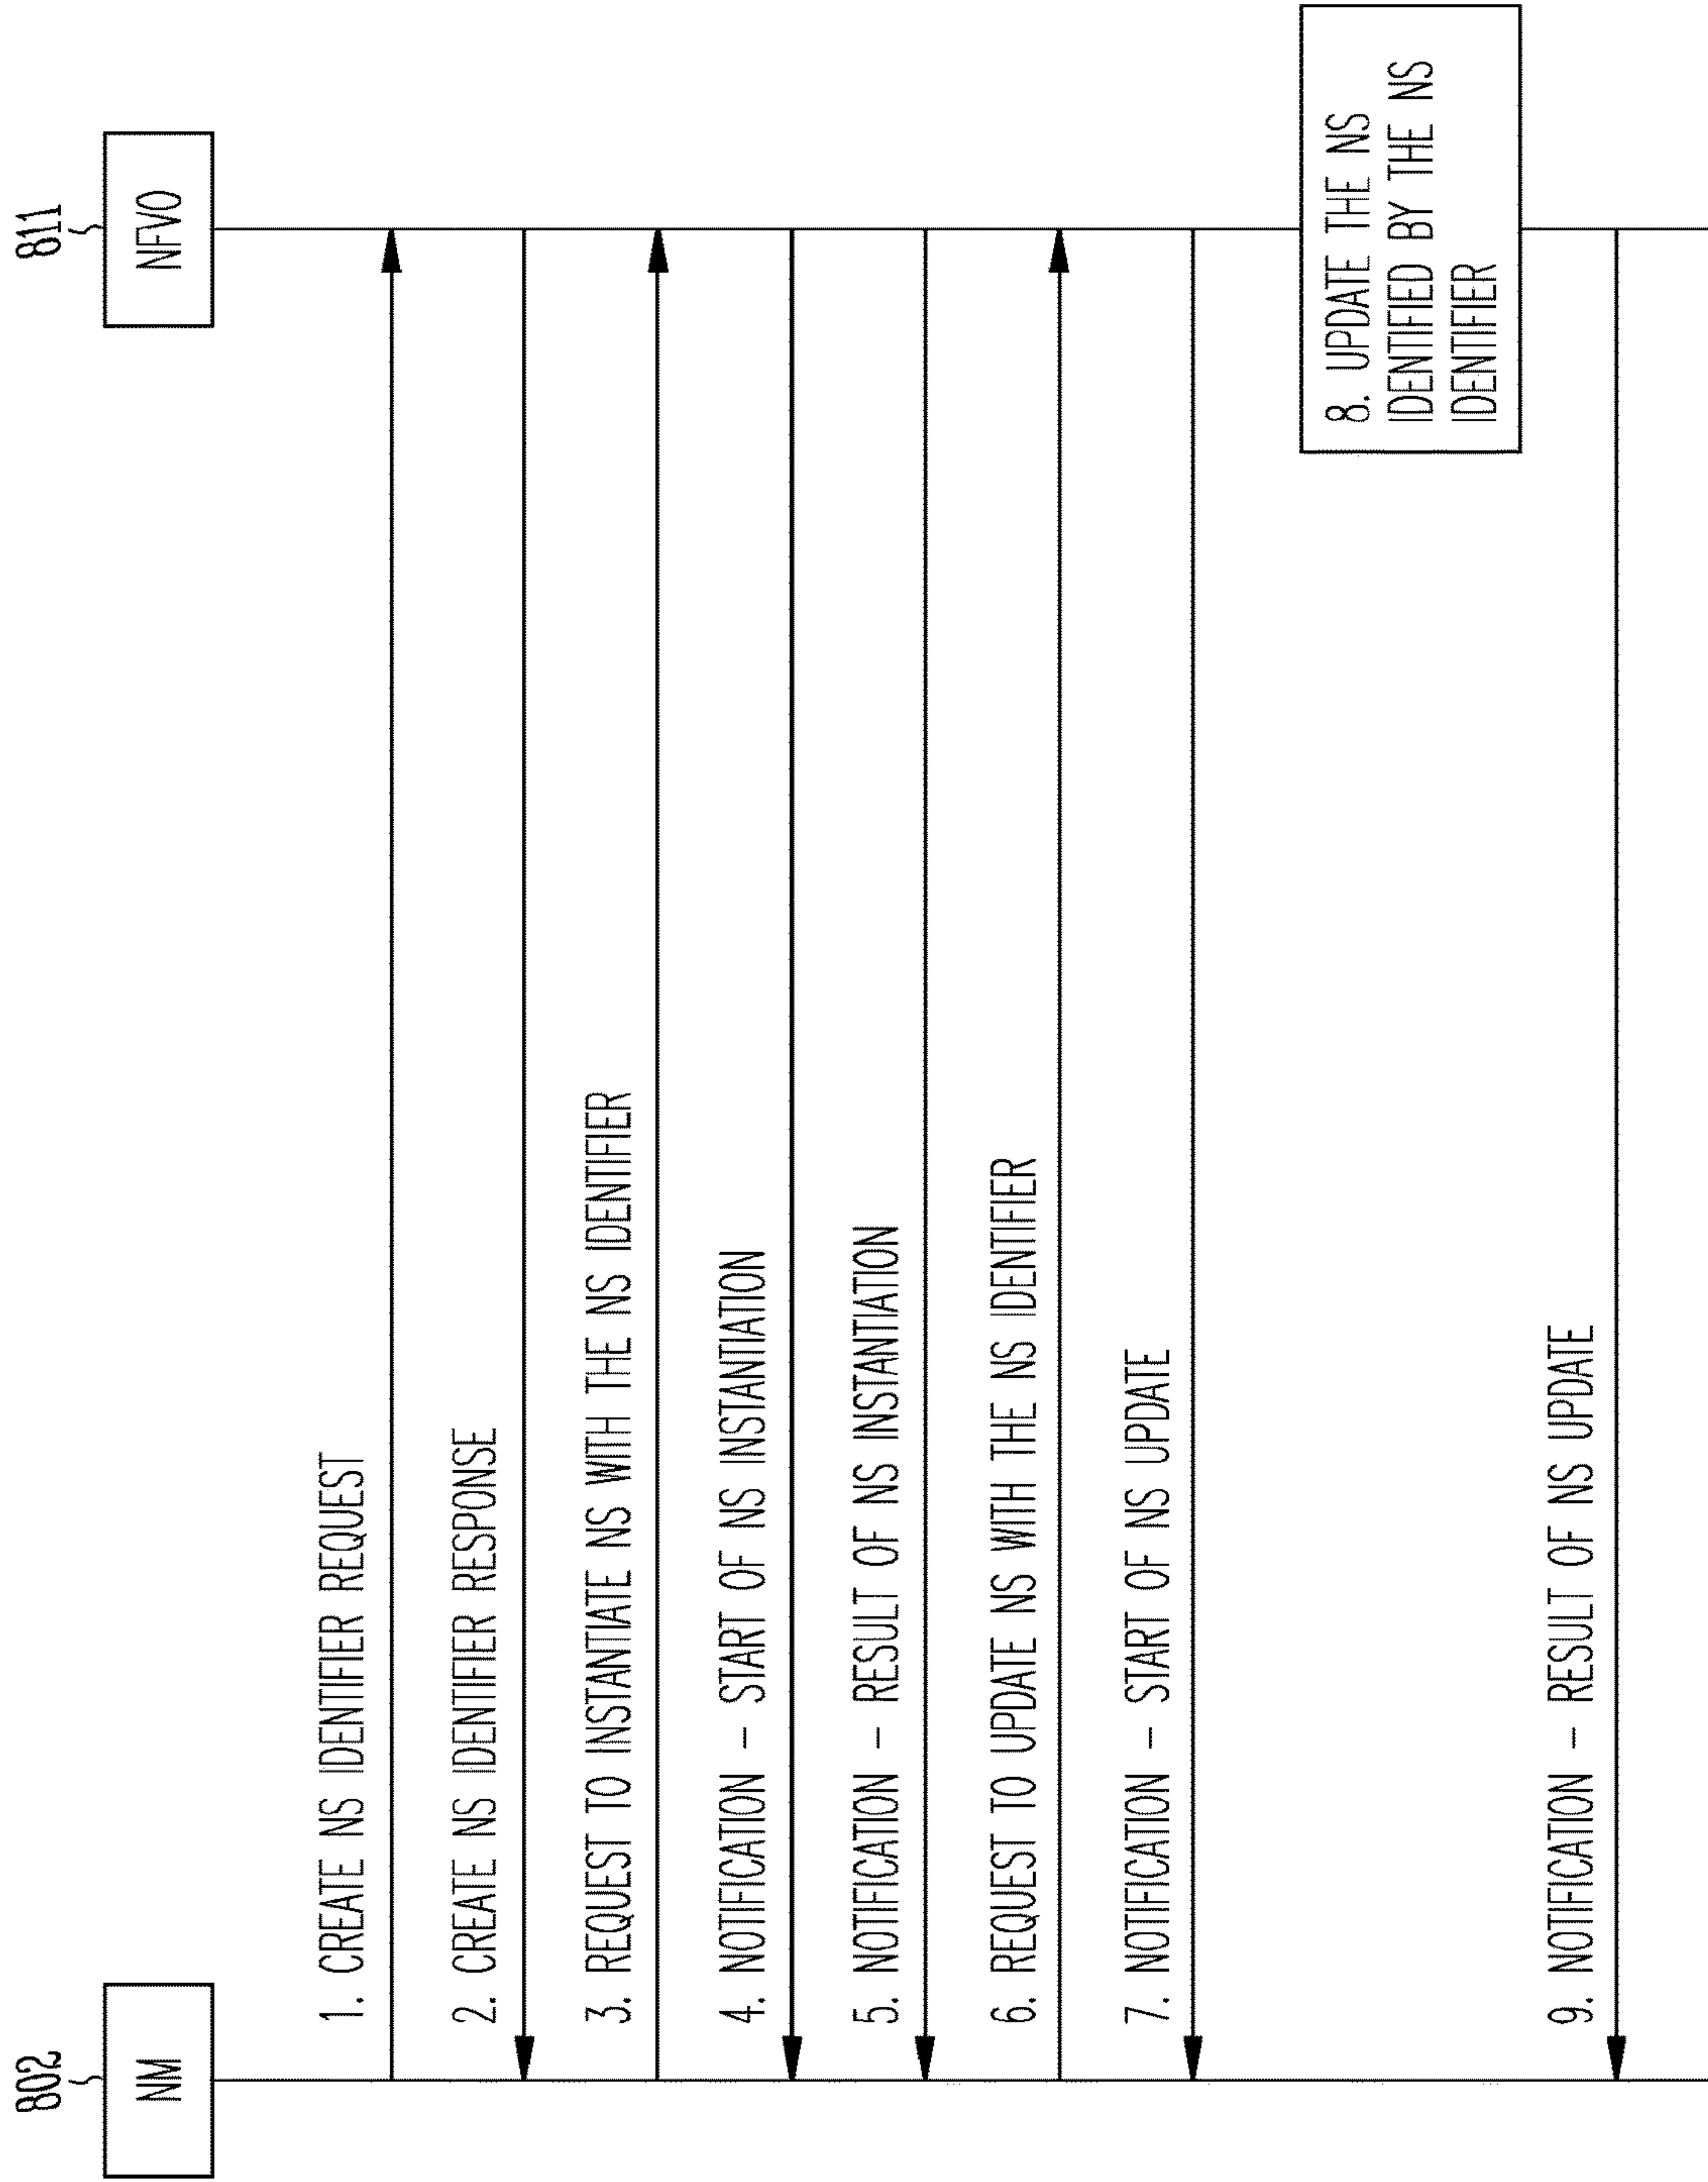 802
NM
811
NFVO
1. CREATE NS IDENTIFIER REQUEST
2. CREATE NS IDENTIFIER RESPONSE
3. REQUEST TO INSTANTIATE NS WITH THE NS IDENTIFIER
4. NOTIFICATION – START OF NS INSTANTIATION
5. NOTIFICATION – RESULT OF NS INSTANTIATION
6. REQUEST TO UPDATE NS WITH THE NS IDENTIFIER
7. NOTIFICATION – START OF NS UPDATE
8. UPDATE THE NS
IDENTIFIED BY THE NS
IDENTIFIER
9. NOTIFICATION – RESULT OF NS UPDATE